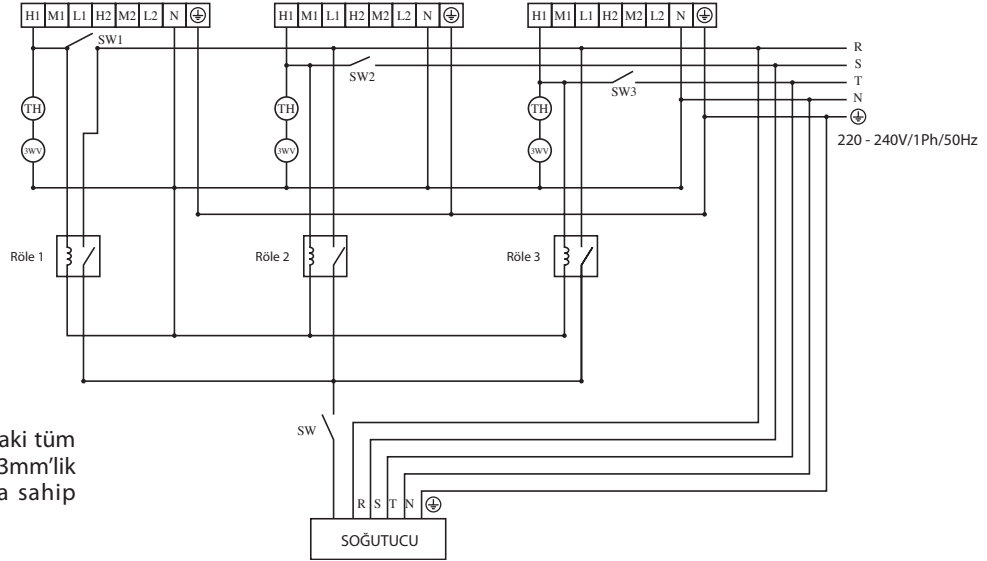 H1 M1 L1 H2 M2 L2 N
H1 M1 L1 H2 M2 L2 N
H1 M1 L1 H2 M2 L2 N
SW1
SW2
SW3
R
S
T
N
220 - 240V/1Ph/50Hz
TH
TH
TH
3WV
3WV
3WV
Röle 1
Röle 2
Röle 3
SW
aki tüm
3mm'lik
a sahip
R S T N
SOĞUTUCU